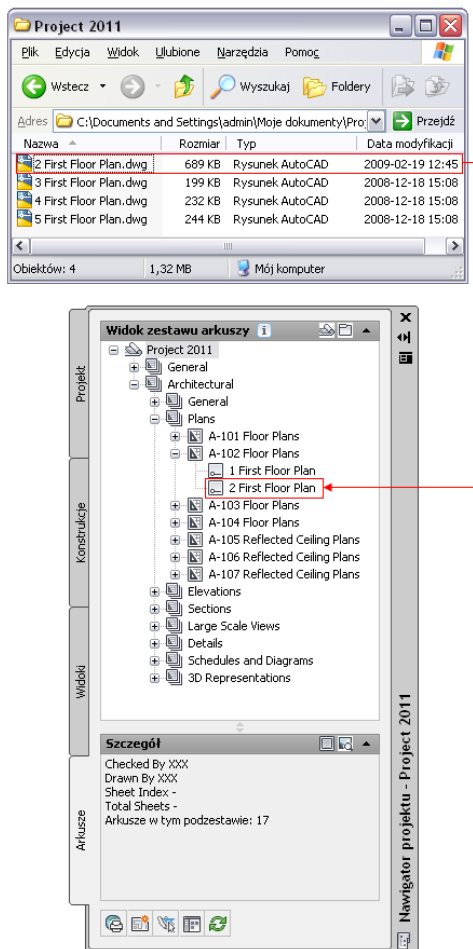 Project 2011
Plik Edycja Widok Ulubione Narzędzia Pomoc
Wstecz Wyszukaj Foldery
Adres C:\Documents and Settings\admin\Moje dokumenty\Pro: Przejdź
Nazwa Rozmiar Typ Data modyfikacji
2 First Floor Plan.dwg 689 KB Rysunek AutoCAD 2009-02-19 12:45
3 First Floor Plan.dwg 199 KB Rysunek AutoCAD 2008-12-18 15:08
4 First Floor Plan.dwg 232 KB Rysunek AutoCAD 2008-12-18 15:08
5 First Floor Plan.dwg 244 KB Rysunek AutoCAD 2008-12-18 15:08
Obiektów: 4 1,32 MB Mój komputer
Widok zestawu arkuszy
Project 2011
General
Architectural
General
Plans
A-101 Floor Plans
A-102 Floor Plans
1 First Floor Plan
2 First Floor Plan
A-103 Floor Plans
A-104 Floor Plans
A-105 Reflected Ceiling Plans
A-106 Reflected Ceiling Plans
A-107 Reflected Ceiling Plans
Elevations
Sections
Large Scale Views
Details
Schedules and Diagrams
3D Representations
Szczegół
Checked By XXX
Drawn By XXX
Sheet Index -
Total Sheets -
Arkusze w tym podzestawie: 17
Projekt
Konstrukcje
Widoki
Arkusze
Nawigator projektu - Project 2011